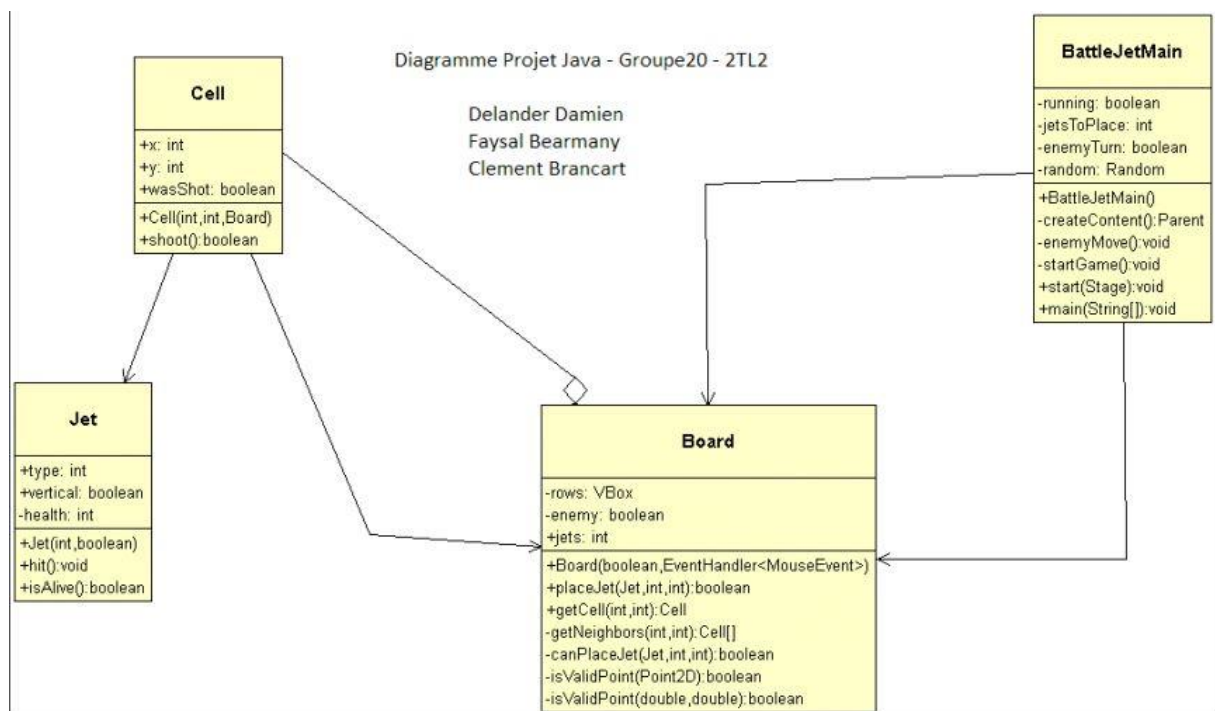 Diagramme Projet Java - Groupe20 - 2TL2
Delander Damien
Faysal Bearmany
Clement Brancart
Cell
+x: int
+y: int
+wasShot: boolean
+Cell(int,int,Board)
+shoot():boolean
BattleJetMain
-running: boolean
-jetsToPlace: int
-enemyTurn: boolean
-random: Random
+BattleJetMain()
-createContent():Parent
-enemyMove():void
-startGame():void
+start(Stage):void
+main(String[]):void
Jet
+type: int
+vertical: boolean
-health: int
+Jet(int,boolean)
+hit():void
+isAlive():boolean
Board
-rows: VBox
-enemy: boolean
+jets: int
+Board(boolean,EventHandler<MouseEvent>)
+placeJet(Jet,int,int):boolean
+getCell(int,int):Cell
-getNeighbors(int,int):Cell[]
-canPlaceJet(Jet,int,int):boolean
-isValidPoint(Point2D):boolean
-isValidPoint(double,double):boolean